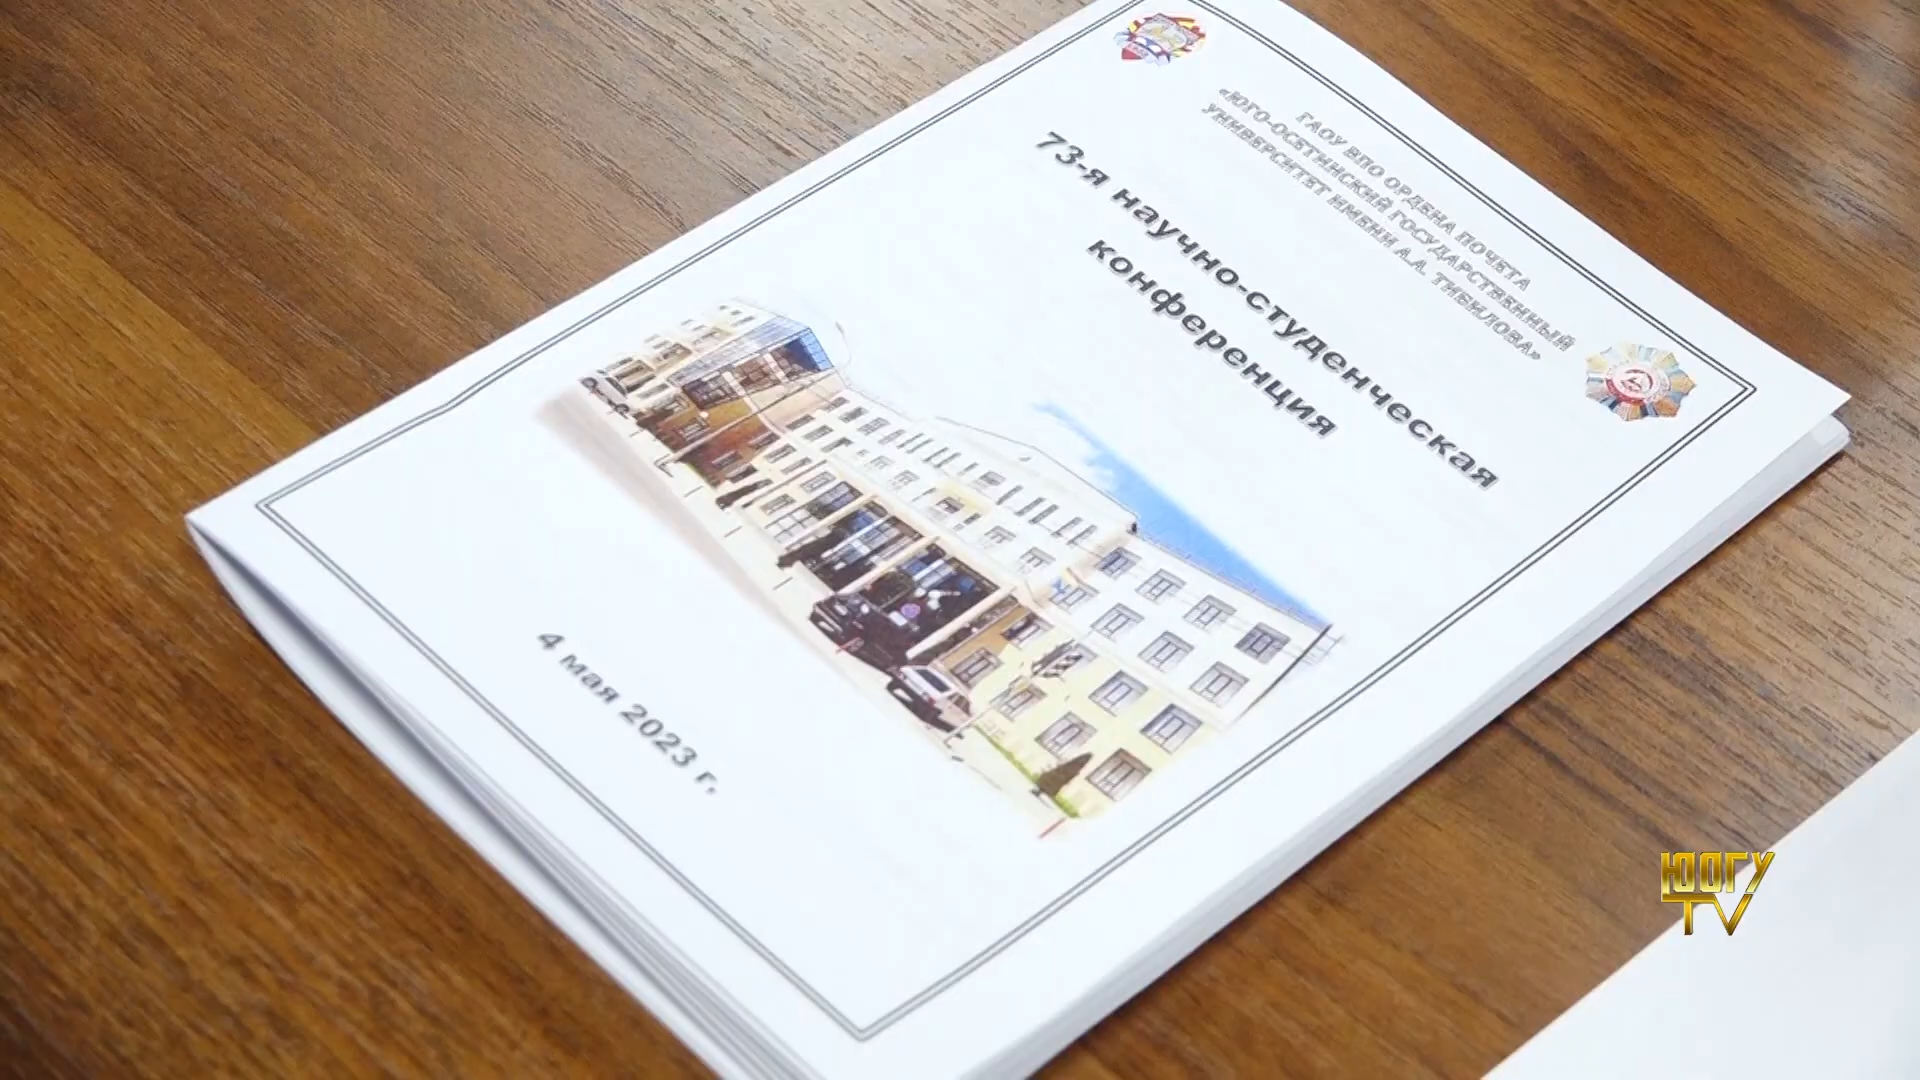 ГАОУ ВПО ОРДЕНА ПОЧЕТА
«ЮГО-ОСЕТИНСКИЙ ГОСУДАРСТВЕННЫЙ
УНИВЕРСИТЕТ ИМЕНИ А.А. ТИБИЛОВА»
73-я научно-студенческая
конференция
4 мая 2023 г.
ЮОГУ
TV